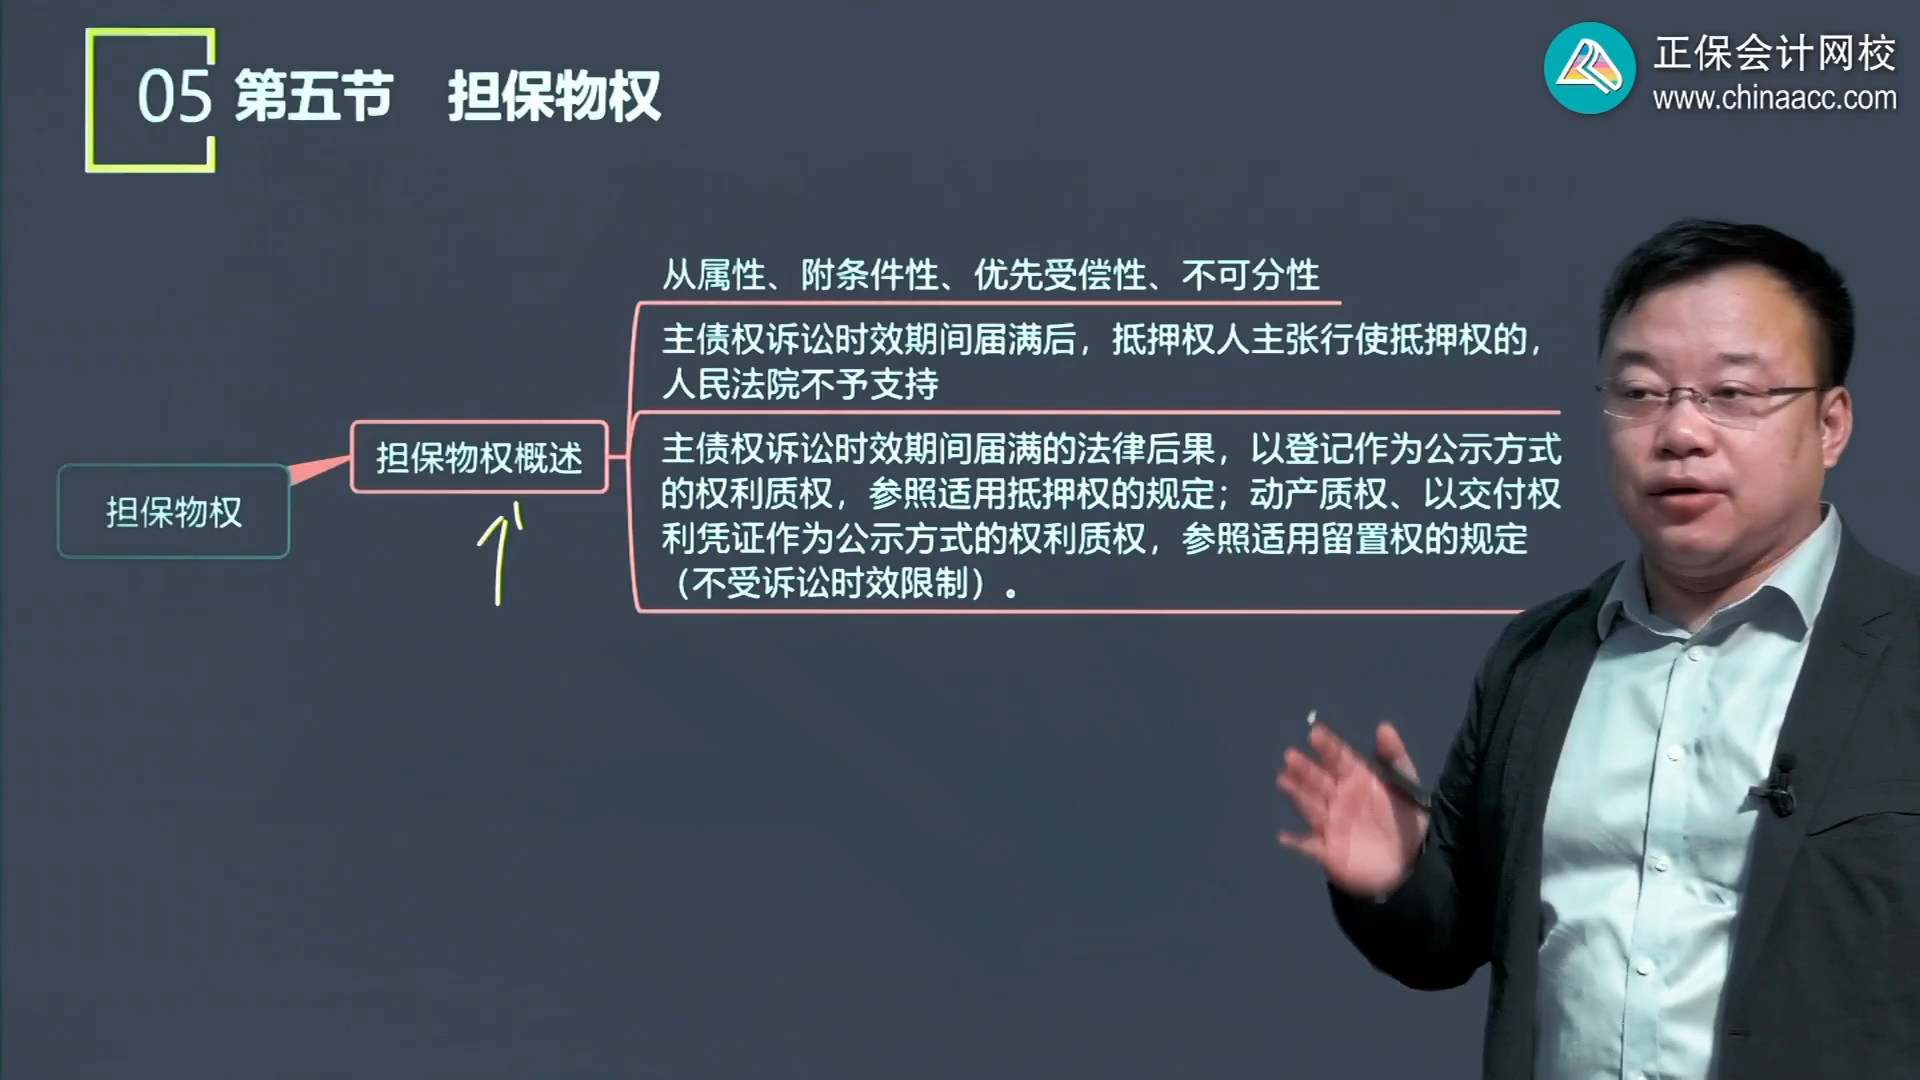 05 第五节 担保物权
正保会计网校
www.chinaacc.com
担保物权
担保物权概述
从属性、附条件性、优先受偿性、不可分性
主债权诉讼时效期间届满后，抵押权人主张行使抵押权的，
人民法院不予支持
主债权诉讼时效期间届满的法律后果，以登记作为公示方式
的权利质权，参照适用抵押权的规定；动产质权、以交付权
利凭证作为公示方式的权利质权，参照适用留置权的规定
（不受诉讼时效限制）。